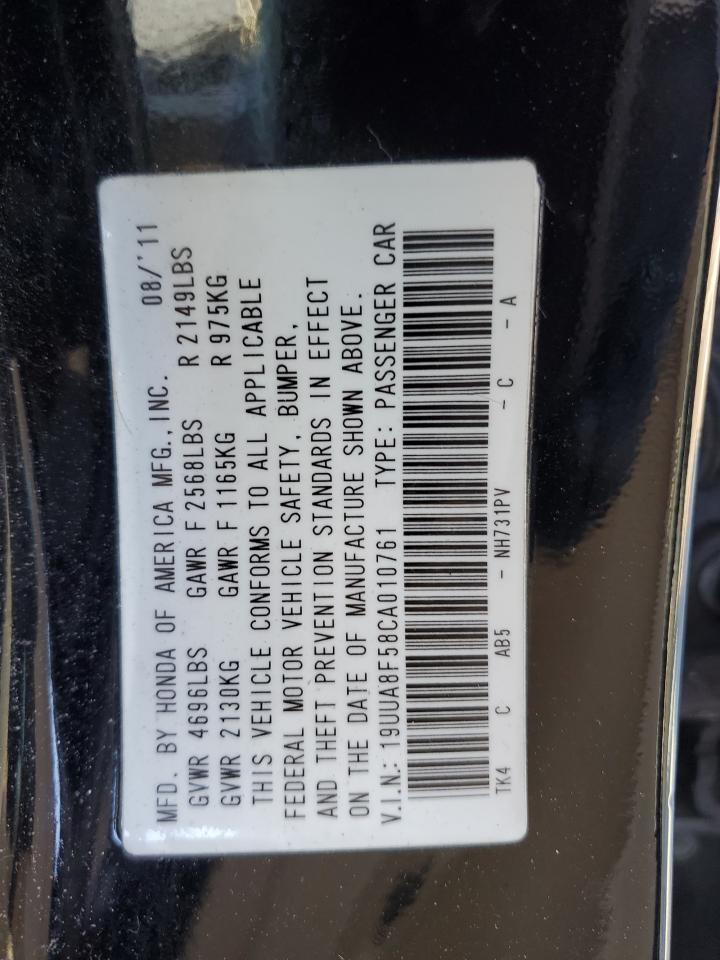 MFD. BY HONDA OF AMERICA MFG.,INC. 08/'11
GVWR 4696LBS GAWR F 2568LBS R 2149LBS
GVWR 2130KG GAWR F 1165KG R 975KG
THIS VEHICLE CONFORMS TO ALL APPLICABLE
FEDERAL MOTOR VEHICLE SAFETY, BUMPER,
AND THEFT PREVENTION STANDARDS IN EFFECT
ON THE DATE OF MANUFACTURE SHOWN ABOVE.
V.I.N.: 19UUA8F58CA010761 TYPE: PASSENGER CAR
TK4 C AB5 - NH731PV - C - A